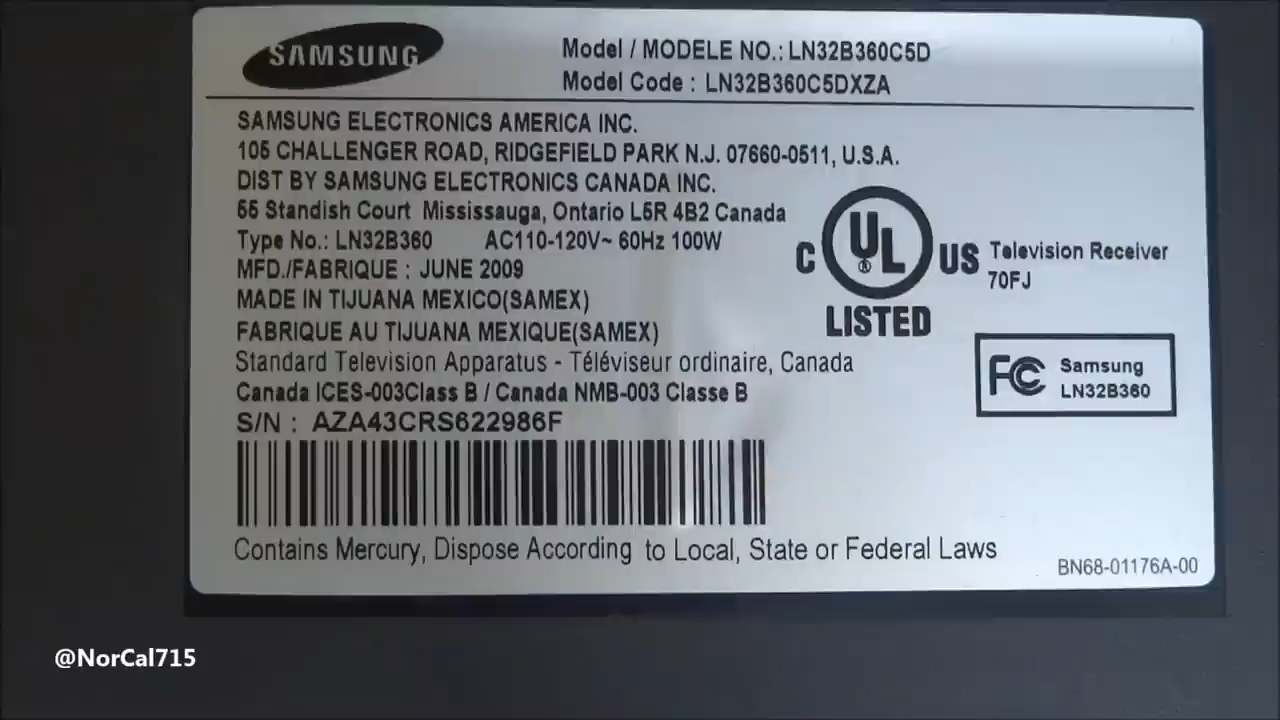 SAMSUNG
Model / MODELE NO.: LN32B360C5D
Model Code : LN32B360C5DXZA
SAMSUNG ELECTRONICS AMERICA INC.
105 CHALLENGER ROAD, RIDGEFIELD PARK N.J. 07660-0511, U.S.A.
DIST BY SAMSUNG ELECTRONICS CANADA INC.
55 Standish Court Mississauga, Ontario L5R 4B2 Canada
Type No.: LN32B360 AC110-120V~ 60Hz 100W
MFD./FABRIQUE : JUNE 2009
MADE IN TIJUANA MEXICO(SAMEX)
FABRIQUE AU TIJUANA MEXIQUE(SAMEX)
Standard Television Apparatus - Téléviseur ordinaire, Canada
Canada ICES-003Class B / Canada NMB-003 Classe B
S/N : AZA43CRS622986F
C UL ® US
LISTED
Television Receiver
70FJ
FC Samsung
LN32B360
Contains Mercury, Dispose According to Local, State or Federal Laws
BN68-01176A-00
@NorCal715